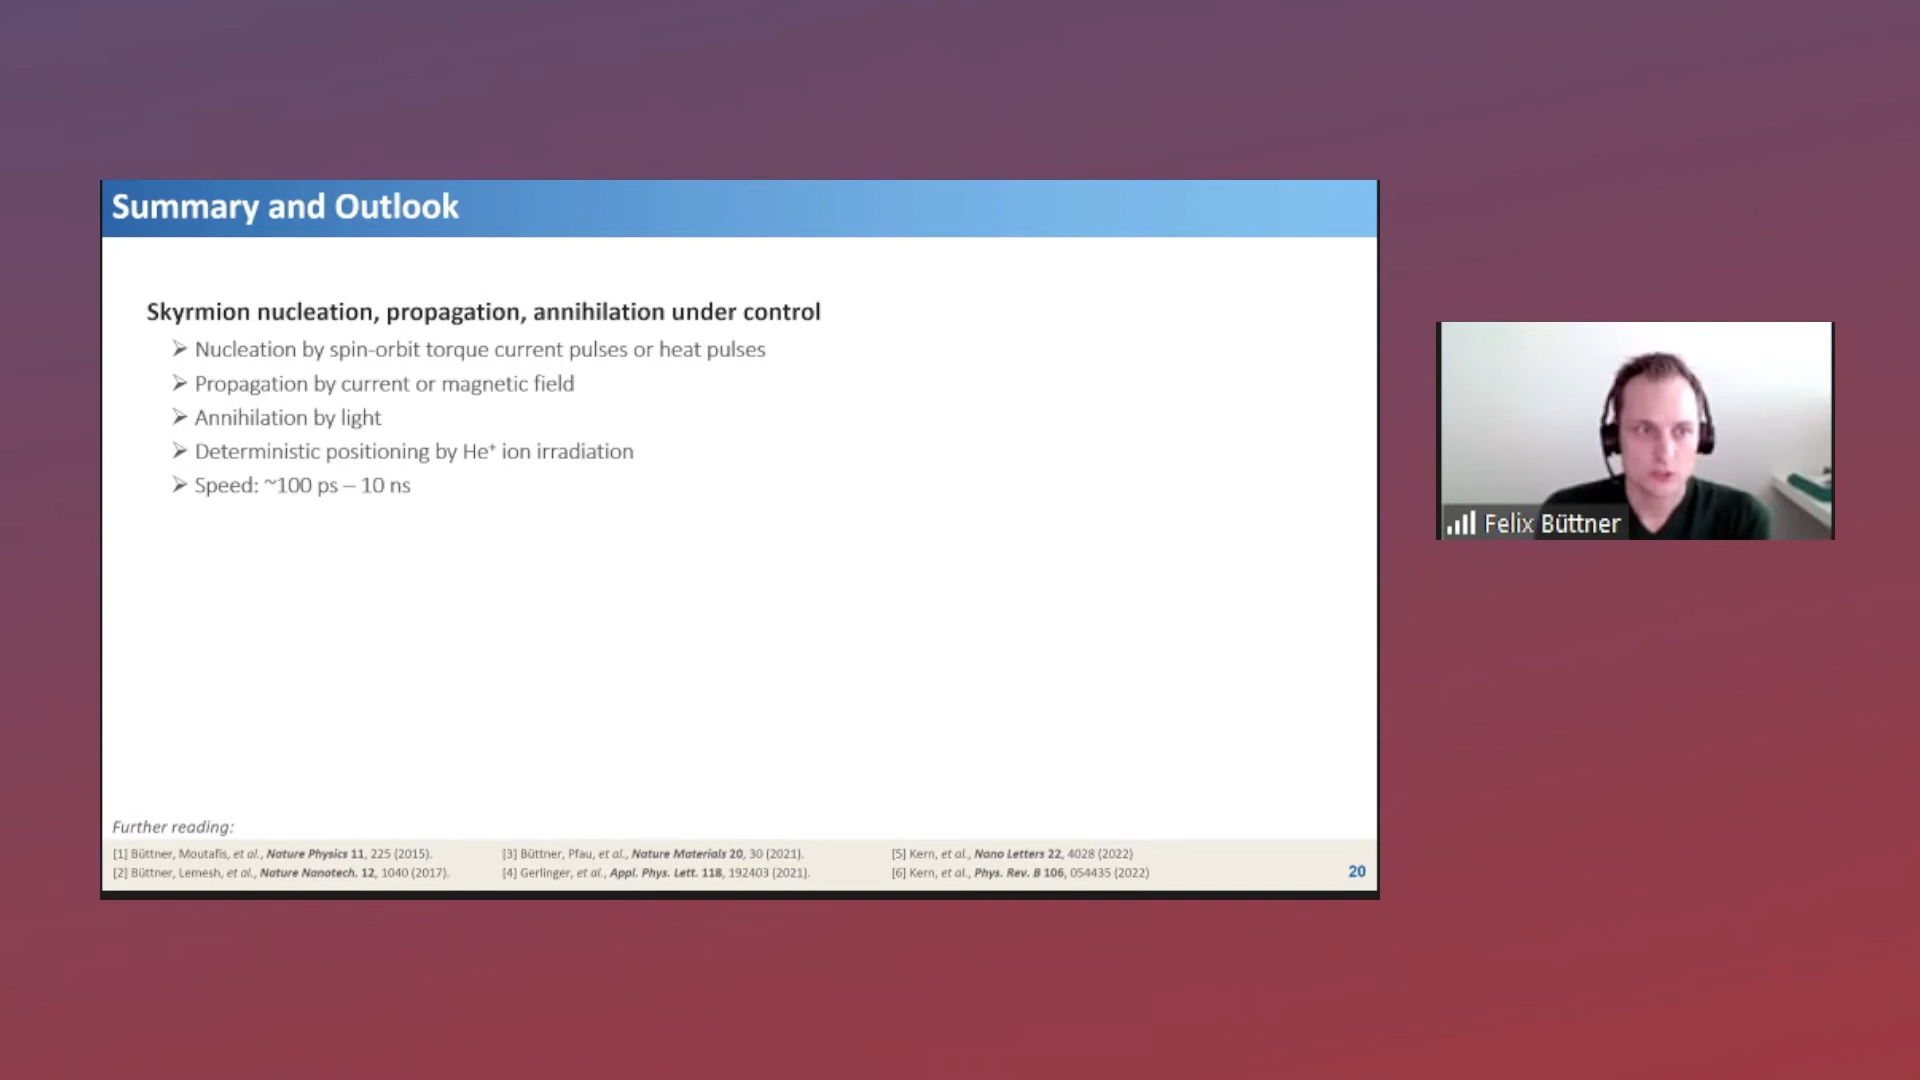 Summary and Outlook
Skyrmion nucleation, propagation, annihilation under control
➢ Nucleation by spin-orbit torque current pulses or heat pulses
➢ Propagation by current or magnetic field
➢ Annihilation by light
➢ Deterministic positioning by He⁺ ion irradiation
➢ Speed: ~100 ps – 10 ns
Felix Büttner
Further reading:
[1] Büttner, Moutafis, et al., Nature Physics 11, 225 (2015).
[2] Büttner, Lemesh, et al., Nature Nanotech. 12, 1040 (2017).
[3] Büttner, Pfau, et al., Nature Materials 20, 30 (2021).
[4] Gerlinger, et al., Appl. Phys. Lett. 118, 192403 (2021).
[5] Kern, et al., Nano Letters 22, 4028 (2022)
[6] Kern, et al., Phys. Rev. B 106, 054435 (2022)
20